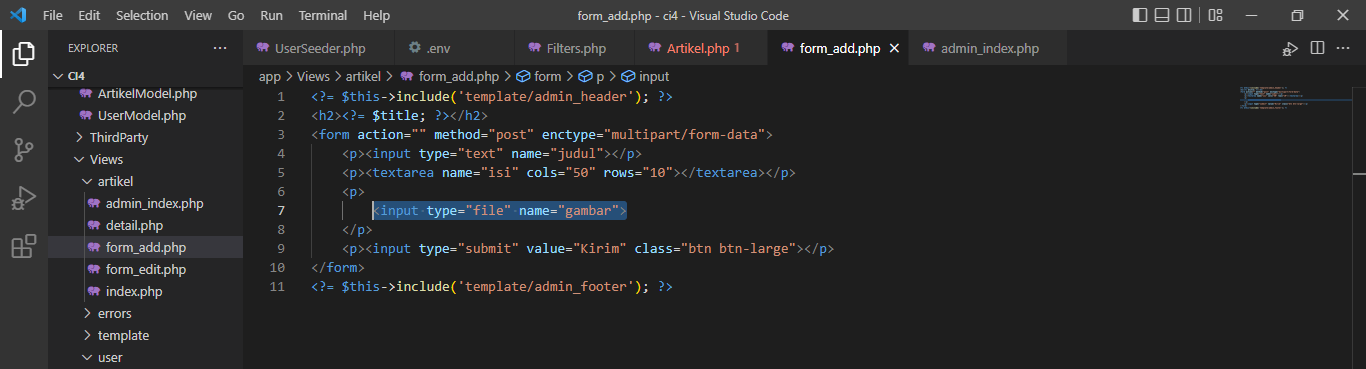 File Edit Selection View Go Run Terminal Help form_add.php - ci4 - Visual Studio Code
EXPLORER
UserSeeder.php .env Filters.php Artikel.php 1 form_add.php admin_index.php
CI4
ArtikelModel.php
UserModel.php
ThirdParty
Views
artikel
admin_index.php
detail.php
form_add.php
form_edit.php
index.php
errors
template
user
app > Views > artikel > form_add.php > form > p > input
1 <?= $this->include('template/admin_header'); ?>
2 <h2><?= $title; ?></h2>
3 <form action="" method="post" enctype="multipart/form-data">
4 <p><input type="text" name="judul"></p>
5 <p><textarea name="isi" cols="50" rows="10"></textarea></p>
6 <p>
7 <input type="file" name="gambar">
8 </p>
9 <p><input type="submit" value="Kirim" class="btn btn-large"></p>
10 </form>
11 <?= $this->include('template/admin_footer'); ?>